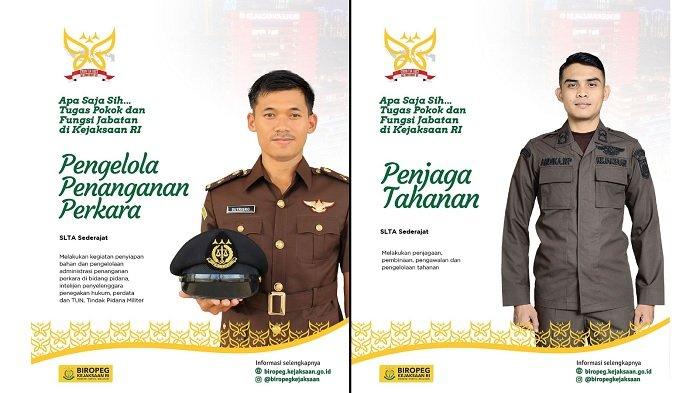 Apa Saja Sih...
Tugas Pokok dan
Fungsi Jabatan
di Kejaksaan RI
Pengelola
Penanganan
Perkara
SLTA Sederajat
Melakukan kegiatan penyiapan
bahan dan pengelolaan
administrasi penanganan
perkara di bidang pidana,
intelijen penyelenggara
penegakan hukum, perdata
dan TUN, Tindak Pidana Militer
BIROPEG
KEJAKSAAN RI
Informasi selengkapnya
biropeg.kejaksaan.go.id
@biropegkejaksaan
Apa Saja Sih...
Tugas Pokok dan
Fungsi Jabatan
di Kejaksaan RI
Penjaga
Tahanan
SLTA Sederajat
Melakukan penjagaan,
pembinaan, pengawalan dan
pengelolaan tahanan
KEJAKSAAN
BIROPEG
KEJAKSAAN RI
Informasi selengkapnya
biropeg.kejaksaan.go.id
@biropegkejaksaan